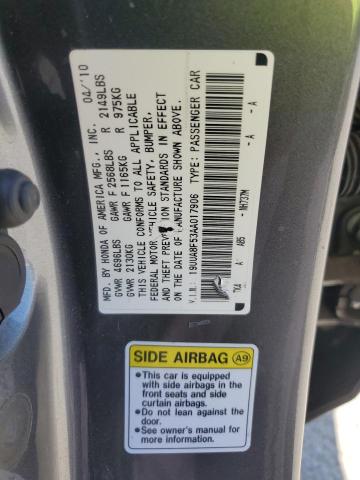 MFD. BY HONDA OF AMERICA MFG., INC. 04/10
GVWR 4696LBS GAWR F 2568LBS R 2149LBS
GVWR 2130KG GAWR F 1165KG R 975KG
THIS VEHICLE CONFORMS TO ALL APPLICABLE
FEDERAL MOTOR VEHICLE SAFETY, BUMPER,
AND THEFT PREVENTION STANDARDS IN EFFECT
ON THE DATE OF MANUFACTURE SHOWN ABOVE.
V.I.N.: 19UUA8F53AA017906 TYPE: PASSENGER CAR
TK4 A 6B5 NH737M A - A
SIDE AIRBAG A9
•This car is equipped
with side airbags in the
front seats and side
curtain airbags.
•Do not lean against the
door.
•See owner's manual for
more information.